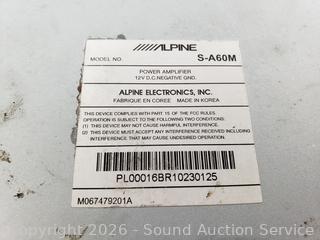 ALPINE
MODEL NO. S-A60M
POWER AMPLIFIER
12V D.C.NEGATIVE GND.
ALPINE ELECTRONICS, INC.
FABRIQUE EN COREE MADE IN KOREA
THIS DEVICE COMPLIES WITH PART 15 OF THE FCC RULES
OPERATION IS SUBJECT TO THE FOLLOWING TWO CONDITIONS:
(1) THIS DEVICE MAY NOT CAUSE HARMFUL INTERFERENCE.
(2) THIS DEVICE MUST ACCEPT ANY INTERFERENCE RECEIVED INCLUDING
INTERFERENCE THAT MAY CAUSE UNDESIRED OPERATION.
PL00016BR10230125
M067479201A
Copyright 2026 - Sound Auction Service